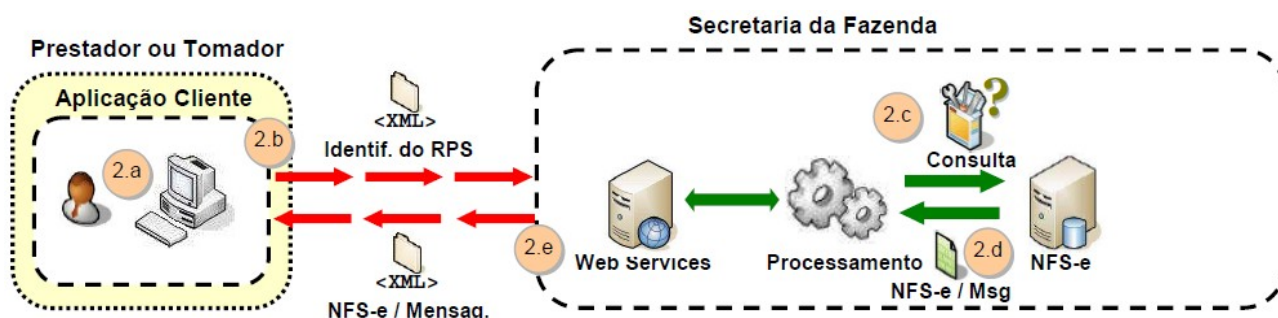 Secretaria da Fazenda
Prestador ou Tomador
Aplicação Cliente
2.a
2.b
<XML>
Identif. do RPS
<XML>
NFS-e / Mensag.
2.e
Web Services
Processamento
2.c
?
Consulta
2.d
NFS-e / Msg
NFS-e